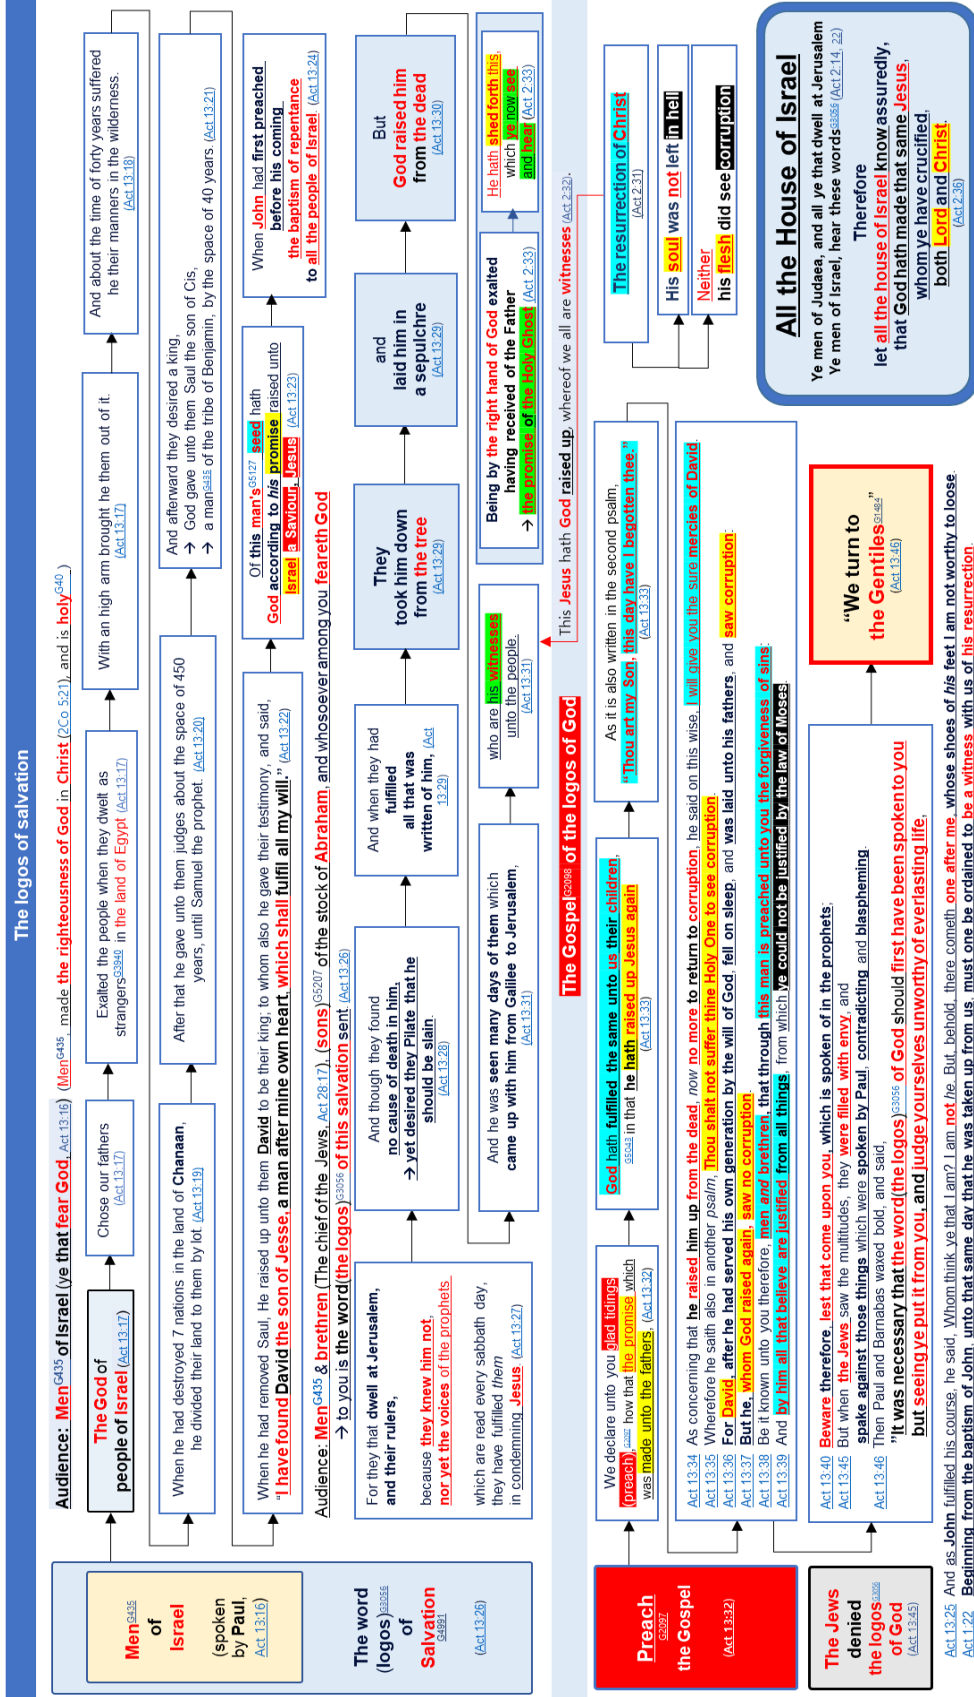 The logos of salvation
Audience: Men G435 of Israel (ye that fear God, Act 13:16) (Men G435, made the righteousness of God in Christ (2Co 5:21), and is holy G40 )
Men G435
of
Israel
(spoken
by Paul,
Act 13:16)
The God of
people of Israel (Act 13:17)
Chose our fathers
(Act 13:17)
Exalted the people when they dwelt as
strangers G3940 in the land of Egypt (Act 13:17)
With an high arm brought he them out of it.
(Act 13:17)
And about the time of forty years suffered
he their manners in the wilderness.
(Act 13:18)
When he had destroyed 7 nations in the land of Chanaan,
he divided their land to them by lot. (Act 13:19)
After that he gave unto them judges about the space of 450
years, until Samuel the prophet. (Act 13:20)
And afterward they desired a king,
→ God gave unto them Saul the son of Cis,
→ a man G435 of the tribe of Benjamin, by the space of 40 years. (Act 13:21)
When he had removed Saul, He raised up unto them David to be their king; to whom also he gave their testimony, and said,
"I have found David the son of Jesse, a man after mine own heart, which shall fulfil all my will." (Act 13:22)
Of this man's G5127 seed hath
God according to his promise raised unto
Israel a Saviour, Jesus (Act 13:23)
When John had first preached
before his coming
the baptism of repentance
to all the people of Israel (Act 13:24)
Audience: Men G435 & brethren (The chief of the Jews, Act 28:17), (sons) G5207 of the stock of Abraham, and whosoever among you feareth God
→ to you is the word(the logos) G3056 of this salvation sent (Act 13:26)
The word
(logos) G3056
of
Salvation
G4991
(Act 13:26)
For they that dwell at Jerusalem,
and their rulers,
because they knew him not,
nor yet the voices of the prophets
which are read every sabbath day,
they have fulfilled them
in condemning Jesus (Act 13:27)
And though they found
no cause of death in him,
→ yet desired they Pilate that he
should be slain.
(Act 13:28)
And when they had
fulfilled
all that was
written of him, (Act
13:29)
They
took him down
from the tree
(Act 13:29)
and
laid him in
a sepulchre
(Act 13:29)
But
God raised him
from the dead
(Act 13:30)
And he was seen many days of them which
came up with him from Galilee to Jerusalem,
(Act 13:31)
who are his witnesses
unto the people.
(Act 13:31)
Being by the right hand of God exalted
having received of the Father
→ the promise of the Holy Ghost (Act 2:33)
He hath shed forth this,
which ye now see
and hear (Act 2:33)
The Gospel G2098 of the logos of God
This Jesus hath God raised up, whereof we all are witnesses (Act 2:32).
Preach
G2097
the Gospel
(Act 13:32)
We declare unto you glad tidings
(preach), G2097 how that the promise which
was made unto the fathers, (Act 13:32)
God hath fulfilled the same unto us their children,
G5043 in that he hath raised up Jesus again
(Act 13:33)
As it is also written in the second psalm,
"Thou art my Son, this day have I begotten thee."
(Act 13:33)
The resurrection of Christ
(Act 2:31)
His soul was not left in hell
Neither
his flesh did see corruption
Act 13:34 As concerning that he raised him up from the dead, now no more to return to corruption, he said on this wise, I will give you the sure mercies of David.
Act 13:35 Wherefore he saith also in another psalm, Thou shalt not suffer thine Holy One to see corruption.
Act 13:36 For David, after he had served his own generation by the will of God, fell on sleep, and was laid unto his fathers, and saw corruption:
Act 13:37 But he, whom God raised again, saw no corruption.
Act 13:38 Be it known unto you therefore, men and brethren, that through this man is preached unto you the forgiveness of sins:
Act 13:39 And by him all that believe are justified from all things, from which ye could not be justified by the law of Moses.
The Jews
denied
the logos G3056
of God
(Act 13:45)
Act 13:40 Beware therefore, lest that come upon you, which is spoken of in the prophets;
Act 13:45 But when the Jews saw the multitudes, they were filled with envy, and
spake against those things which were spoken by Paul, contradicting and blaspheming.
Act 13:46 Then Paul and Barnabas waxed bold, and said,
"It was necessary that the word(the logos) G3056 of God should first have been spoken to you
but seeing ye put it from you, and judge yourselves unworthy of everlasting life,
"We turn to
the Gentiles G1484"
(Act 13:46)
All the House of Israel
Ye men of Judaea, and all ye that dwell at Jerusalem
Ye men of Israel, hear these words G3056 (Act 2:14, 22)
Therefore
let all the house of Israel know assuredly,
that God hath made that same Jesus,
whom ye have crucified,
both Lord and Christ.
(Act 2:36)
Act 13:25 And as John fulfilled his course, he said, Whom think ye that I am? I am not he. But, behold, there cometh one after me, whose shoes of his feet I am not worthy to loose.
Act 1:22 Beginning from the baptism of John, unto that same day that he was taken up from us, must one be ordained to be a witness with us of his resurrection.